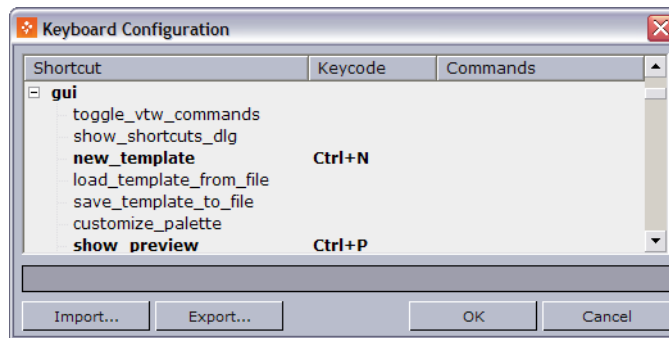 Keyboard Configuration
Shortcut Keycode Commands
gui
toggle_vtw_commands
show_shortcuts_dlg
new_template Ctrl+N
load_template_from_file
save_template_to_file
customize_palette
show_preview Ctrl+P
Import... Export... OK Cancel